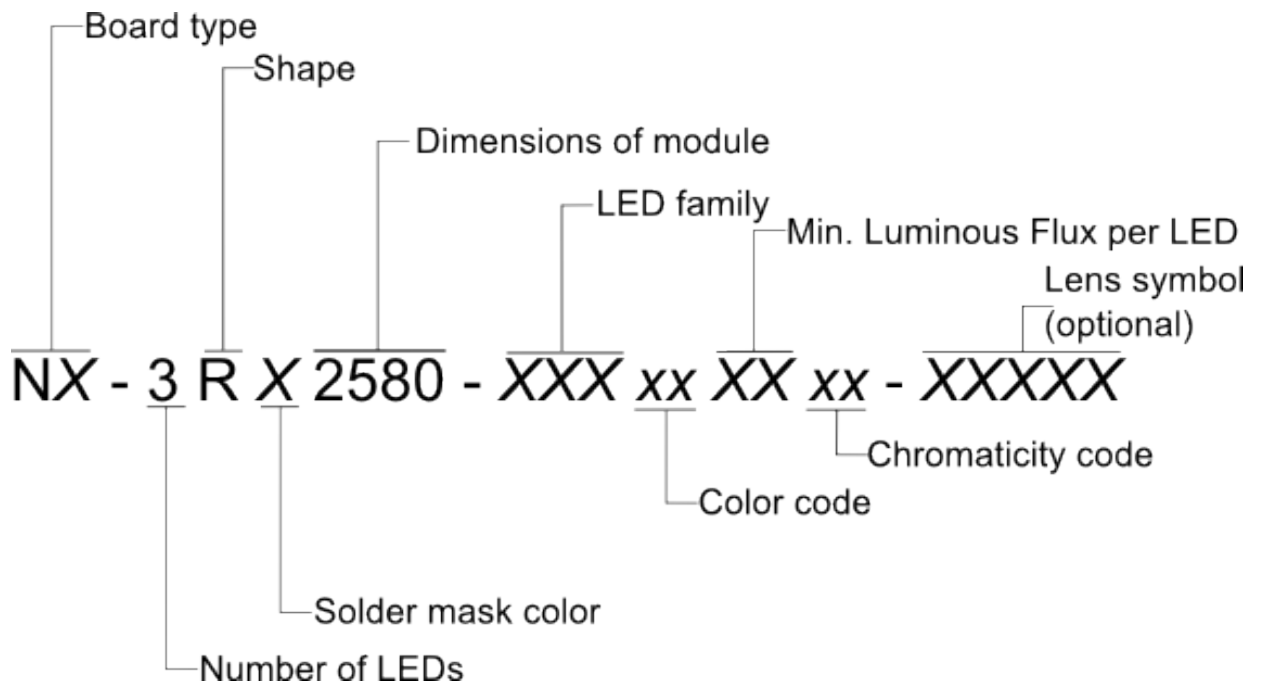 Board type
Shape
Dimensions of module
LED family
Min. Luminous Flux per LED
Lens symbol
(optional)
NX - 3 R X 2580 - XXX xx XX xx - XXXXX
Chromaticity code
Color code
Solder mask color
Number of LEDs